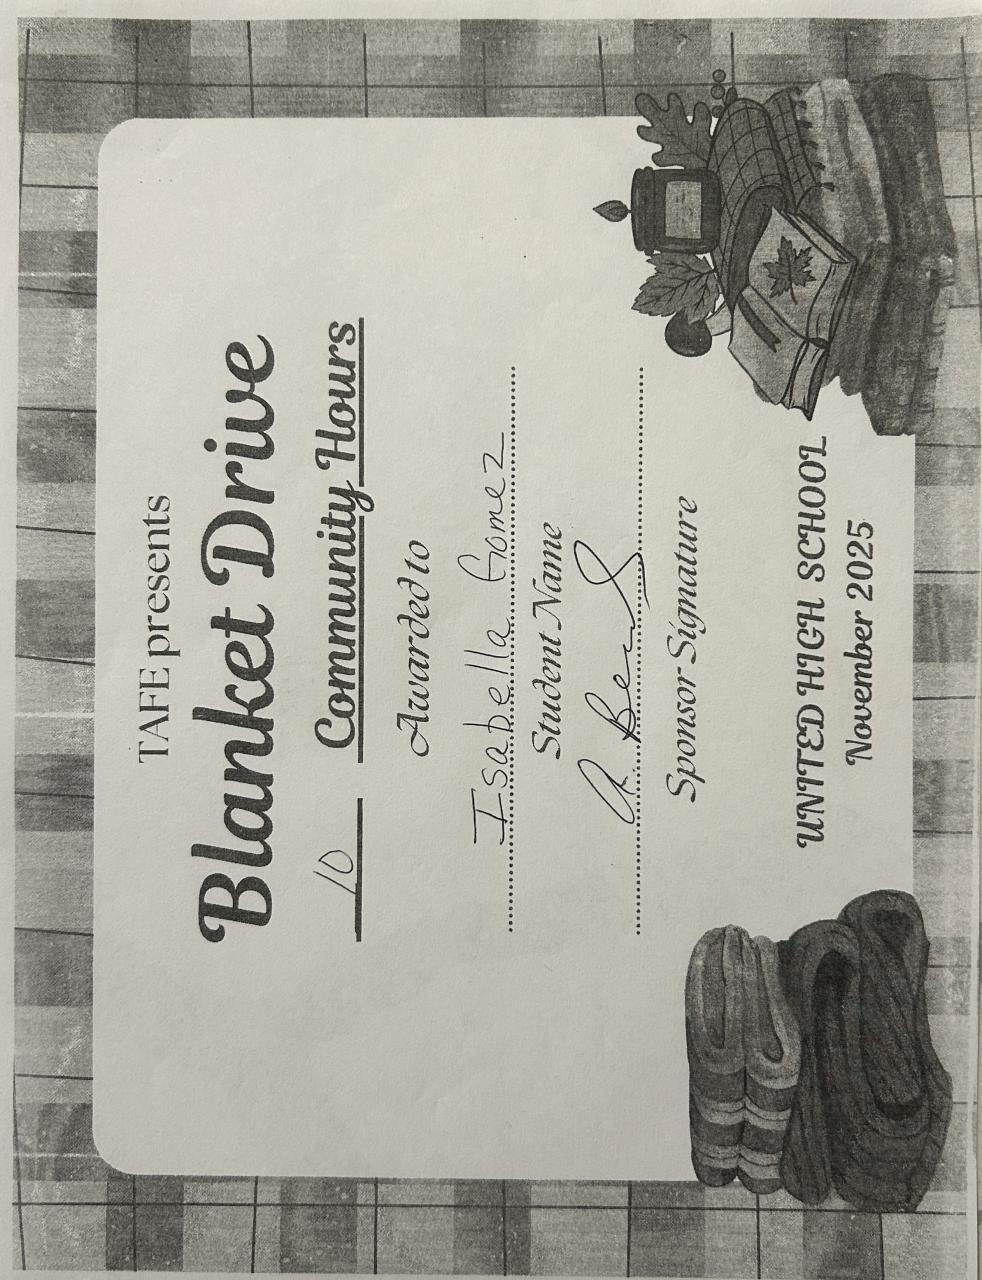 TAFE presents
Blanket Drive
10 Community Hours
Awarded to
Isabella Gomez
Student Name
A.
Sponsor Signature
UNITED HIGH SCHOOL
November 2025